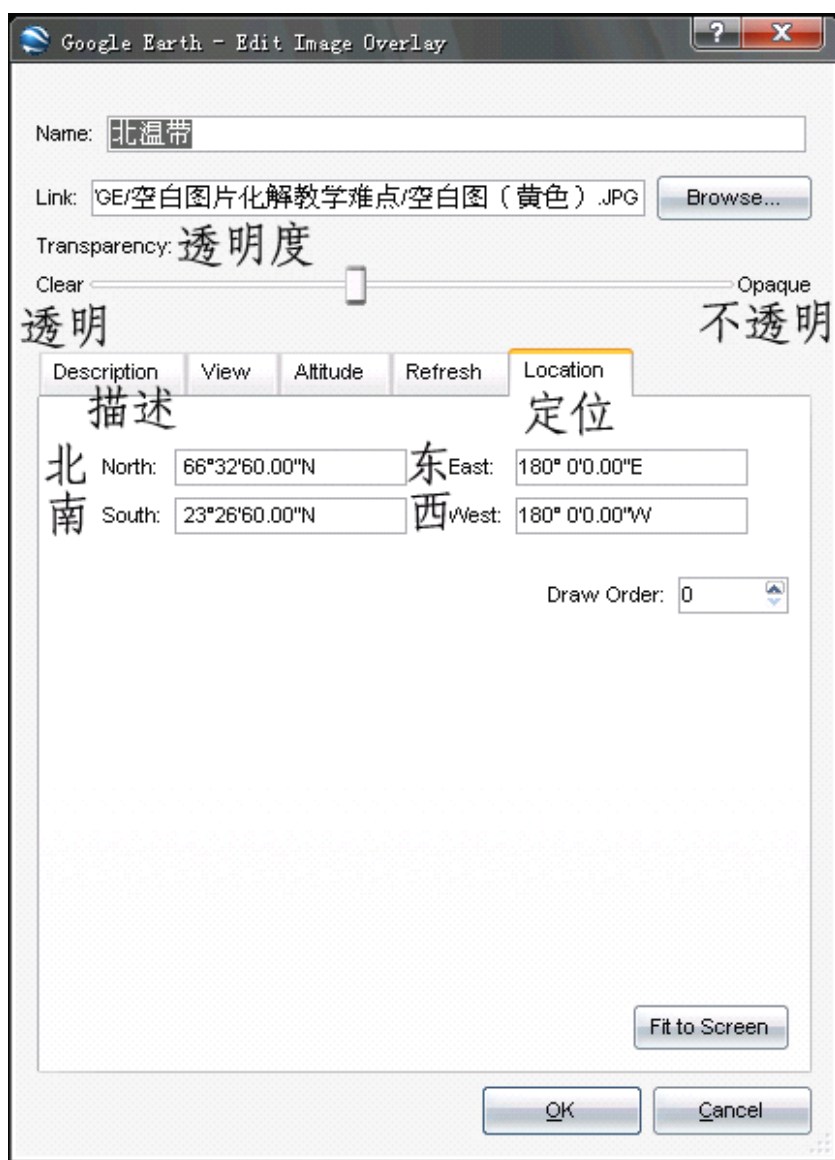 Google Earth - Edit Image Overlay
Name: 北温带
Link: 'GE/空白图片化解教学难点/空白图（黄色）.JPG Browse...
Transparency: 透明度
Clear Opaque
透明 不透明
Description View Altitude Refresh Location
描述 定位
北 North: 66°32'60.00"N 东 East: 180° 0'0.00"E
南 South: 23°26'60.00"N 西 West: 180° 0'0.00"W
Draw Order: 0
Fit to Screen
OK Cancel